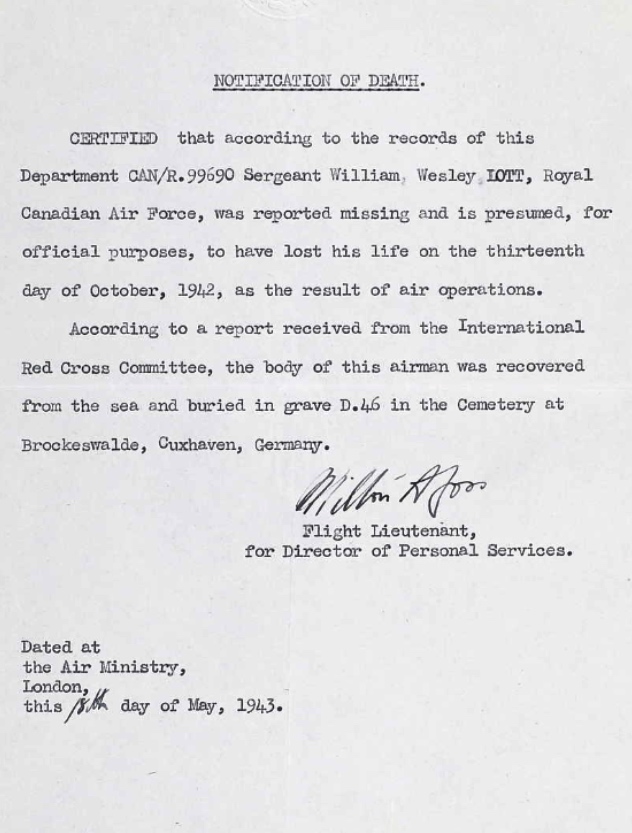 NOTIFICATION OF DEATH.
CERTIFIED that according to the records of this
Department CAN/R.99690 Sergeant William, Wesley LOTT, Royal
Canadian Air Force, was reported missing and is presumed, for
official purposes, to have lost his life on the thirteenth
day of October, 1942, as the result of air operations.
According to a report received from the International
Red Cross Committee, the body of this airman was recovered
from the sea and buried in grave D.46 in the Cemetery at
Brockeswalde, Cuxhaven, Germany.
Flight Lieutenant,
for Director of Personal Services.
Dated at
the Air Ministry,
London,
this 18th day of May, 1943.